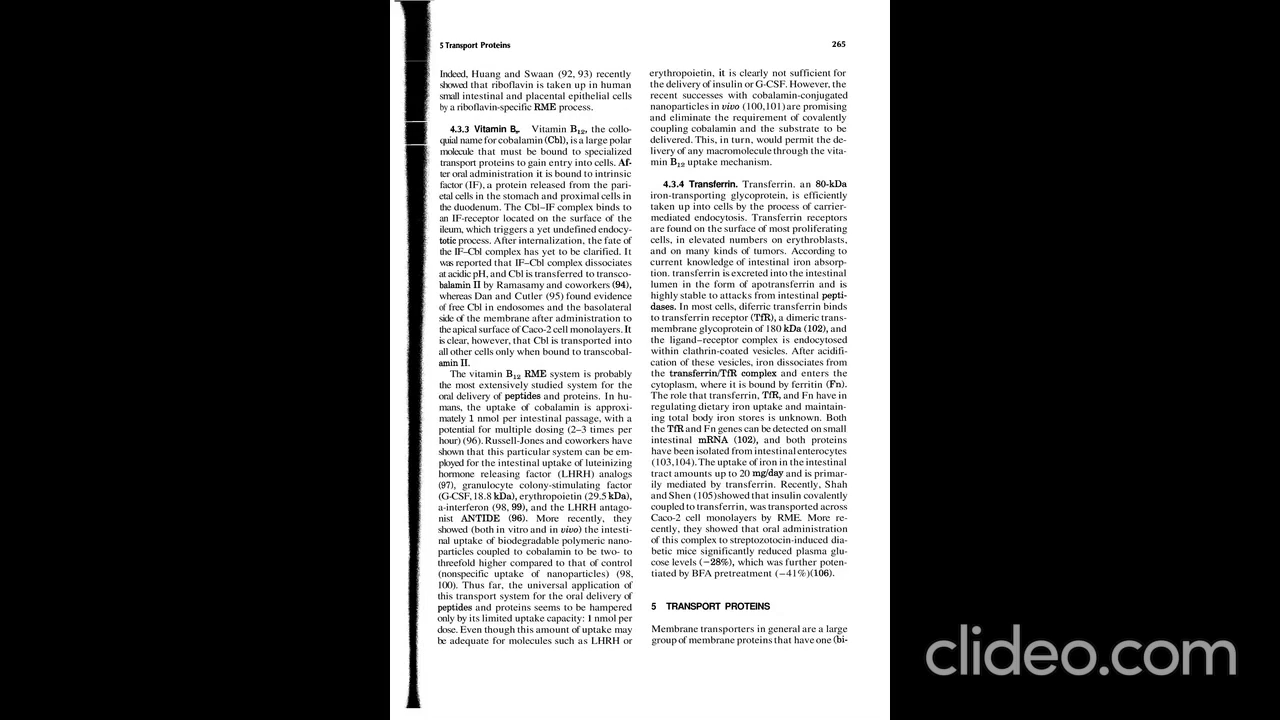 5 Transport Proteins
265
Indeed, Huang and Swaan (92, 93) recently
showed that riboflavin is taken up in human
small intestinal and placental epithelial cells
by a riboflavin-specific RME process.
4.3.3 Vitamin B₁₂. Vitamin B₁₂, the collo-
quial name for cobalamin (Cbl), is a large polar
molecule that must be bound to specialized
transport proteins to gain entry into cells. Af-
ter oral administration it is bound to intrinsic
factor (IF), a protein released from the pari-
etal cells in the stomach and proximal cells in
the duodenum. The Cbl–IF complex binds to
an IF-receptor located on the surface of the
ileum, which triggers a yet undefined endocy-
totic process. After internalization, the fate of
the IF–Cbl complex has yet to be clarified. It
was reported that IF–Cbl complex dissociates
at acidic pH, and Cbl is transferred to transco-
balamin II by Ramasamy and coworkers (94),
whereas Dan and Cutler (95) found evidence
of free Cbl in endosomes and the basolateral
side of the membrane after administration to
the apical surface of Caco-2 cell monolayers. It
is clear, however, that Cbl is transported into
all other cells only when bound to transcobal-
amin II.
The vitamin B₁₂ RME system is probably
the most extensively studied system for the
oral delivery of peptides and proteins. In hu-
mans, the uptake of cobalamin is approxi-
mately 1 nmol per intestinal passage, with a
potential for multiple dosing (2–3 times per
hour) (96). Russell-Jones and coworkers have
shown that this particular system can be em-
ployed for the intestinal uptake of luteinizing
hormone releasing factor (LHRH) analogs
(97), granulocyte colony-stimulating factor
(G-CSF, 18.8 kDa), erythropoietin (29.5 kDa),
a-interferon (98, 99), and the LHRH antago-
nist ANTIDE (96). More recently, they
showed (both in vitro and in vivo) the intesti-
nal uptake of biodegradable polymeric nano-
particles coupled to cobalamin to be two- to
threefold higher compared to that of control
(nonspecific uptake of nanoparticles) (98,
100). Thus far, the universal application of
this transport system for the oral delivery of
peptides and proteins seems to be hampered
only by its limited uptake capacity: 1 nmol per
dose. Even though this amount of uptake may
be adequate for molecules such as LHRH or
erythropoietin, it is clearly not sufficient for
the delivery of insulin or G-CSF. However, the
recent successes with cobalamin-conjugated
nanoparticles in vivo (100,101) are promising
and eliminate the requirement of covalently
coupling cobalamin and the substrate to be
delivered. This, in turn, would permit the de-
livery of any macromolecule through the vita-
min B₁₂ uptake mechanism.
4.3.4 Transferrin. Transferrin. an 80-kDa
iron-transporting glycoprotein, is efficiently
taken up into cells by the process of carrier-
mediated endocytosis. Transferrin receptors
are found on the surface of most proliferating
cells, in elevated numbers on erythroblasts,
and on many kinds of tumors. According to
current knowledge of intestinal iron absorp-
tion. transferrin is excreted into the intestinal
lumen in the form of apotransferrin and is
highly stable to attacks from intestinal pepti-
dases. In most cells, diferric transferrin binds
to transferrin receptor (TfR), a dimeric trans-
membrane glycoprotein of 180 kDa (102), and
the ligand–receptor complex is endocytosed
within clathrin-coated vesicles. After acidifi-
cation of these vesicles, iron dissociates from
the transferrin/TfR complex and enters the
cytoplasm, where it is bound by ferritin (Fn).
The role that transferrin, TfR, and Fn have in
regulating dietary iron uptake and maintain-
ing total body iron stores is unknown. Both
the TfR and Fn genes can be detected on small
intestinal mRNA (102), and both proteins
have been isolated from intestinal enterocytes
(103,104). The uptake of iron in the intestinal
tract amounts up to 20 mg/day and is primar-
ily mediated by transferrin. Recently, Shah
and Shen (105) showed that insulin covalently
coupled to transferrin, was transported across
Caco-2 cell monolayers by RME. More re-
cently, they showed that oral administration
of this complex to streptozotocin-induced dia-
betic mice significantly reduced plasma glu-
cose levels (−28%), which was further poten-
tiated by BFA pretreatment (−41%)(106).
5 TRANSPORT PROTEINS
Membrane transporters in general are a large
group of membrane proteins that have one (bi-
clideo.com